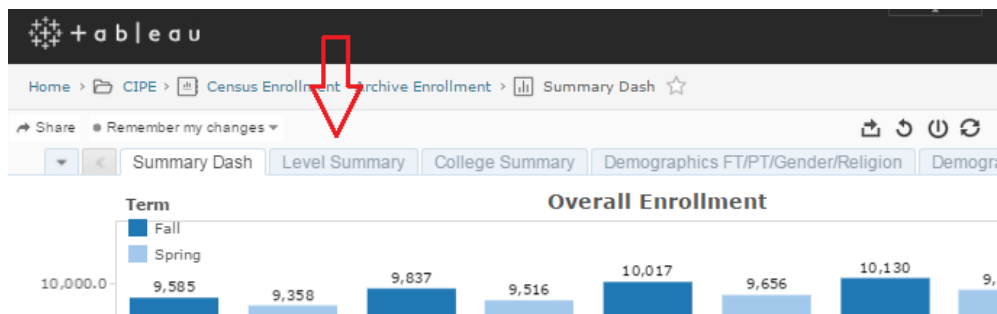 +ableau
Home > CIPE > Census Enrollment Archive Enrollment > Summary Dash
Share Remember my changes
Summary Dash Level Summary College Summary Demographics FT/PT/Gender/Religion
Term
Overall Enrollment
Fall
Spring
10,000.0
9,585 9,358 9,837 9,516 10,017 9,656 10,130